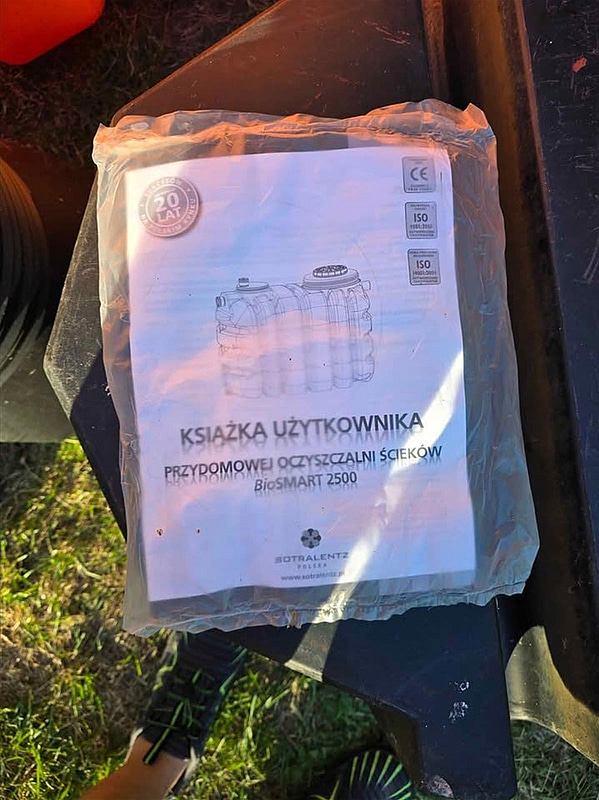 20
LAT
CE
ISO
ISO
KSIĄŻKA UŻYTKOWNIKA
PRZYDOMOWEJ OCZYSZCZALNI ŚCIEKÓW
BioSMART 2500
SOTRALENTZ
POLSKA
www.sotralentz.pl